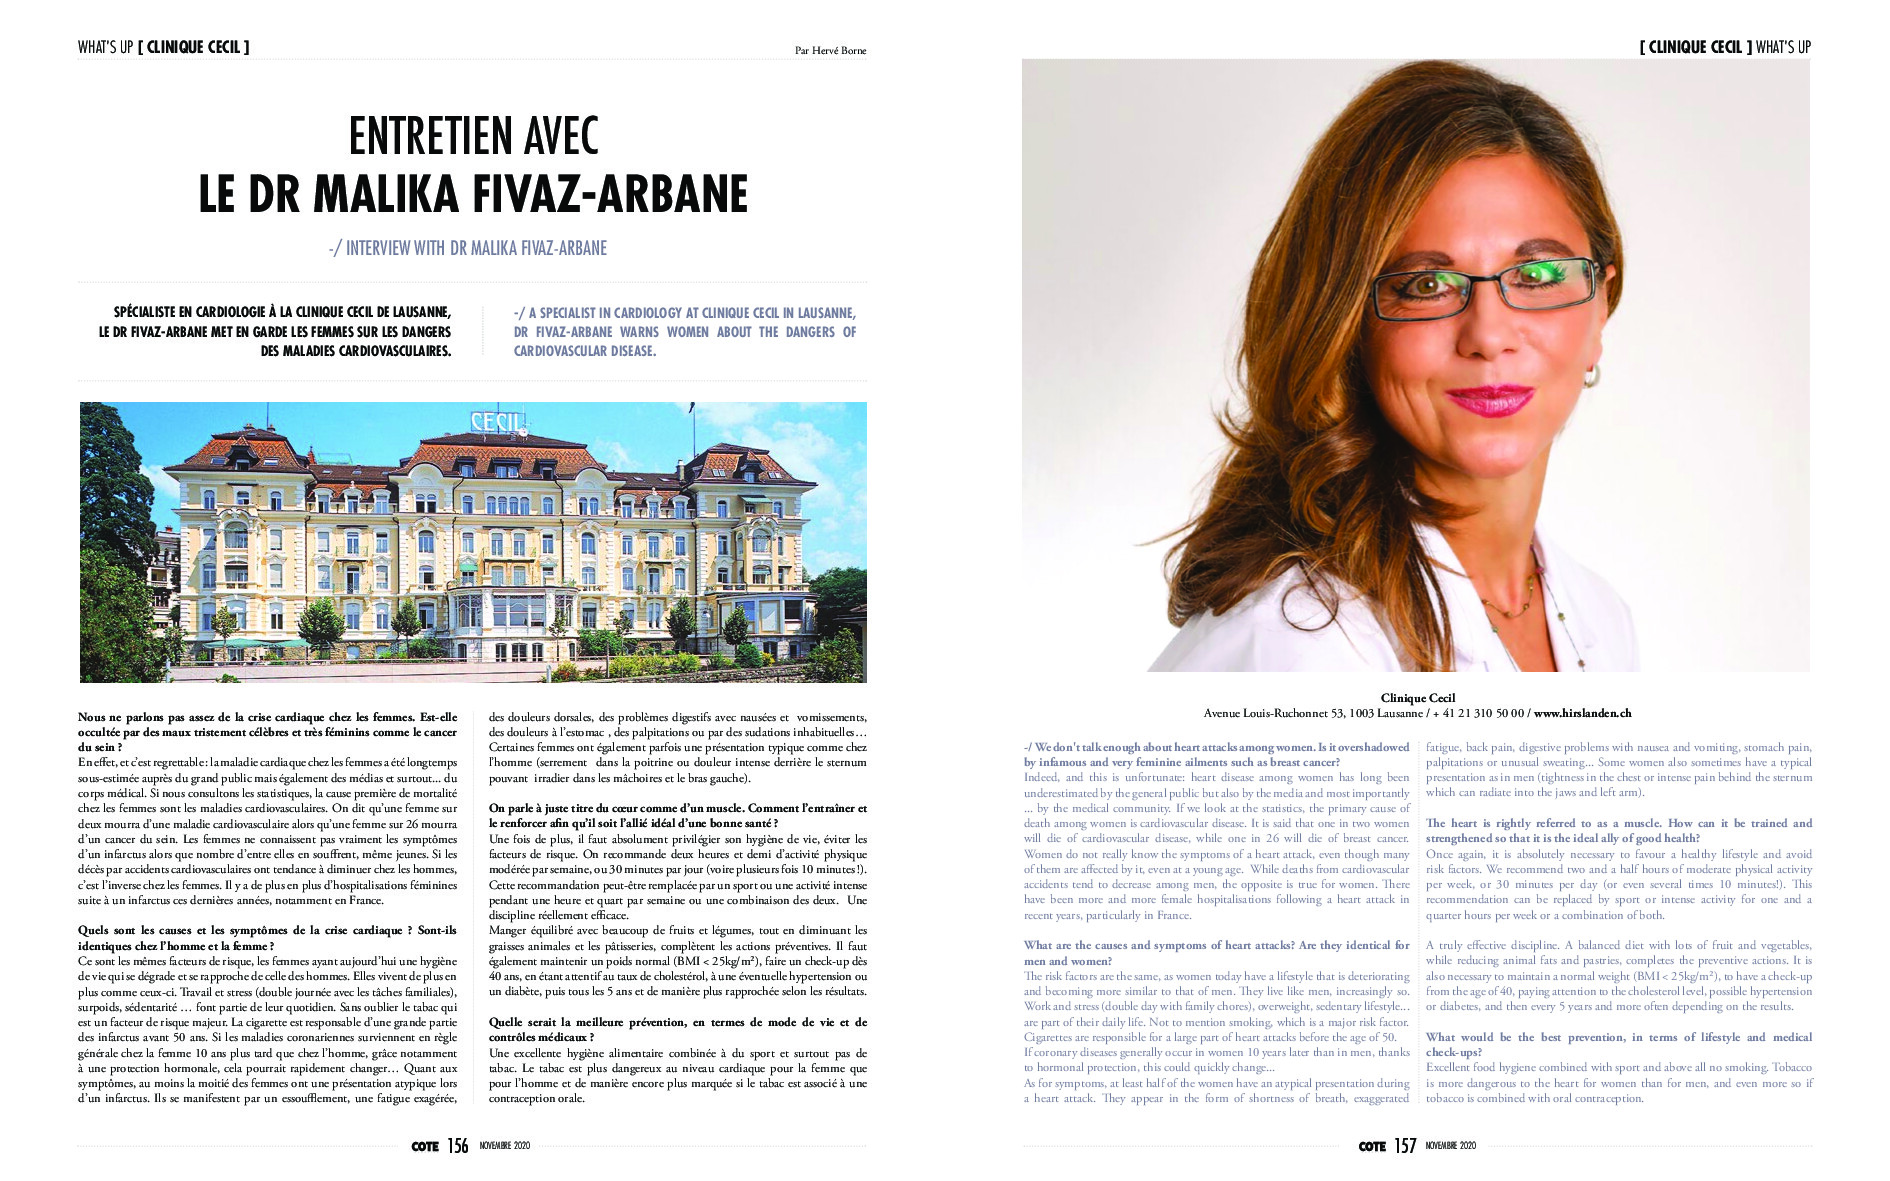 WHAT'S UP [ CLINIQUE CECIL ]
Par Hervé Borne
ENTRETIEN AVEC
LE DR MALIKA FIVAZ-ARBANE
-/ INTERVIEW WITH DR MALIKA FIVAZ-ARBANE
SPÉCIALISTE EN CARDIOLOGIE À LA CLINIQUE CECIL DE LAUSANNE,
LE DR FIVAZ-ARBANE MET EN GARDE LES FEMMES SUR LES DANGERS
DES MALADIES CARDIOVASCULAIRES.
-/ A SPECIALIST IN CARDIOLOGY AT CLINIQUE CECIL IN LAUSANNE,
DR FIVAZ-ARBANE WARNS WOMEN ABOUT THE DANGERS OF
CARDIOVASCULAR DISEASE.
CECIL
Nous ne parlons pas assez de la crise cardiaque chez les femmes. Est-elle
occultée par des maux tristement célèbres et très féminins comme le cancer
du sein ?
En effet, et c'est regrettable : la maladie cardiaque chez les femmes a été longtemps
sous-estimée auprès du grand public mais également des médias et surtout... du
corps médical. Si nous consultons les statistiques, la cause première de mortalité
chez les femmes sont les maladies cardiovasculaires. On dit qu'une femme sur
deux mourra d'une maladie cardiovasculaire alors qu'une femme sur 26 mourra
d'un cancer du sein. Les femmes ne connaissent pas vraiment les symptômes
d'un infarctus alors que nombre d'entre elles en souffrent, même jeunes. Si les
décès par accidents cardiovasculaires ont tendance à diminuer chez les hommes,
c'est l'inverse chez les femmes. Il y a de plus en plus d'hospitalisations féminines
suite à un infarctus ces dernières années, notamment en France.
Quels sont les causes et les symptômes de la crise cardiaque ? Sont-ils
identiques chez l'homme et la femme ?
Ce sont les mêmes facteurs de risque, les femmes ayant aujourd'hui une hygiène
de vie qui se dégrade et se rapproche de celle des hommes. Elles vivent de plus en
plus comme ceux-ci. Travail et stress (double journée avec les tâches familiales),
surpoids, sédentarité … font partie de leur quotidien. Sans oublier le tabac qui
est un facteur de risque majeur. La cigarette est responsable d'une grande partie
des infarctus avant 50 ans. Si les maladies coronariennes surviennent en règle
générale chez la femme 10 ans plus tard que chez l'homme, grâce notamment
à une protection hormonale, cela pourrait rapidement changer… Quant aux
symptômes, au moins la moitié des femmes ont une présentation atypique lors
d'un infarctus. Ils se manifestent par un essoufflement, une fatigue exagérée,
des douleurs dorsales, des problèmes digestifs avec nausées et vomissements,
des douleurs à l'estomac , des palpitations ou par des sudations inhabituelles…
Certaines femmes ont également parfois une présentation typique comme chez
l'homme (serrement dans la poitrine ou douleur intense derrière le sternum
pouvant irradier dans les mâchoires et le bras gauche).
On parle à juste titre du cœur comme d'un muscle. Comment l'entraîner et
le renforcer afin qu'il soit l'allié idéal d'une bonne santé ?
Une fois de plus, il faut absolument privilégier son hygiène de vie, éviter les
facteurs de risque. On recommande deux heures et demi d'activité physique
modérée par semaine, ou 30 minutes par jour (voire plusieurs fois 10 minutes !).
Cette recommandation peut-être remplacée par un sport ou une activité intense
pendant une heure et quart par semaine ou une combinaison des deux. Une
discipline réellement efficace.
Manger équilibré avec beaucoup de fruits et légumes, tout en diminuant les
graisses animales et les pâtisseries, complètent les actions préventives. Il faut
également maintenir un poids normal (BMI < 25kg/m²), faire un check-up dès
40 ans, en étant attentif au taux de cholestérol, à une éventuelle hypertension ou
un diabète, puis tous les 5 ans et de manière plus rapprochée selon les résultats.
Quelle serait la meilleure prévention, en termes de mode de vie et de
contrôles médicaux ?
Une excellente hygiène alimentaire combinée à du sport et surtout pas de
tabac. Le tabac est plus dangereux au niveau cardiaque pour la femme que
pour l'homme et de manière encore plus marquée si le tabac est associé à une
contraception orale.
COTE 156 NOVEMBRE 2020
[ CLINIQUE CECIL ] WHAT'S UP
Clinique Cecil
Avenue Louis-Ruchonnet 53, 1003 Lausanne / + 41 21 310 50 00 / www.hirslanden.ch
-/ We don't talk enough about heart attacks among women. Is it overshadowed
by infamous and very feminine ailments such as breast cancer?
Indeed, and this is unfortunate: heart disease among women has long been
underestimated by the general public but also by the media and most importantly
... by the medical community. If we look at the statistics, the primary cause of
death among women is cardiovascular disease. It is said that one in two women
will die of cardiovascular disease, while one in 26 will die of breast cancer.
Women do not really know the symptoms of a heart attack, even though many
of them are affected by it, even at a young age. While deaths from cardiovascular
accidents tend to decrease among men, the opposite is true for women. There
have been more and more female hospitalisations following a heart attack in
recent years, particularly in France.
What are the causes and symptoms of heart attacks? Are they identical for
men and women?
The risk factors are the same, as women today have a lifestyle that is deteriorating
and becoming more similar to that of men. They live like men, increasingly so.
Work and stress (double day with family chores), overweight, sedentary lifestyle...
are part of their daily life. Not to mention smoking, which is a major risk factor.
Cigarettes are responsible for a large part of heart attacks before the age of 50.
If coronary diseases generally occur in women 10 years later than in men, thanks
to hormonal protection, this could quickly change...
As for symptoms, at least half of the women have an atypical presentation during
a heart attack. They appear in the form of shortness of breath, exaggerated
fatigue, back pain, digestive problems with nausea and vomiting, stomach pain,
palpitations or unusual sweating... Some women also sometimes have a typical
presentation as in men (tightness in the chest or intense pain behind the sternum
which can radiate into the jaws and left arm).
The heart is rightly referred to as a muscle. How can it be trained and
strengthened so that it is the ideal ally of good health?
Once again, it is absolutely necessary to favour a healthy lifestyle and avoid
risk factors. We recommend two and a half hours of moderate physical activity
per week, or 30 minutes per day (or even several times 10 minutes!). This
recommendation can be replaced by sport or intense activity for one and a
quarter hours per week or a combination of both.
A truly effective discipline. A balanced diet with lots of fruit and vegetables,
while reducing animal fats and pastries, completes the preventive actions. It is
also necessary to maintain a normal weight (BMI < 25kg/m²), to have a check-up
from the age of 40, paying attention to the cholesterol level, possible hypertension
or diabetes, and then every 5 years and more often depending on the results.
What would be the best prevention, in terms of lifestyle and medical
check-ups?
Excellent food hygiene combined with sport and above all no smoking. Tobacco
is more dangerous to the heart for women than for men, and even more so if
tobacco is combined with oral contraception.
COTE 157 NOVEMBRE 2020